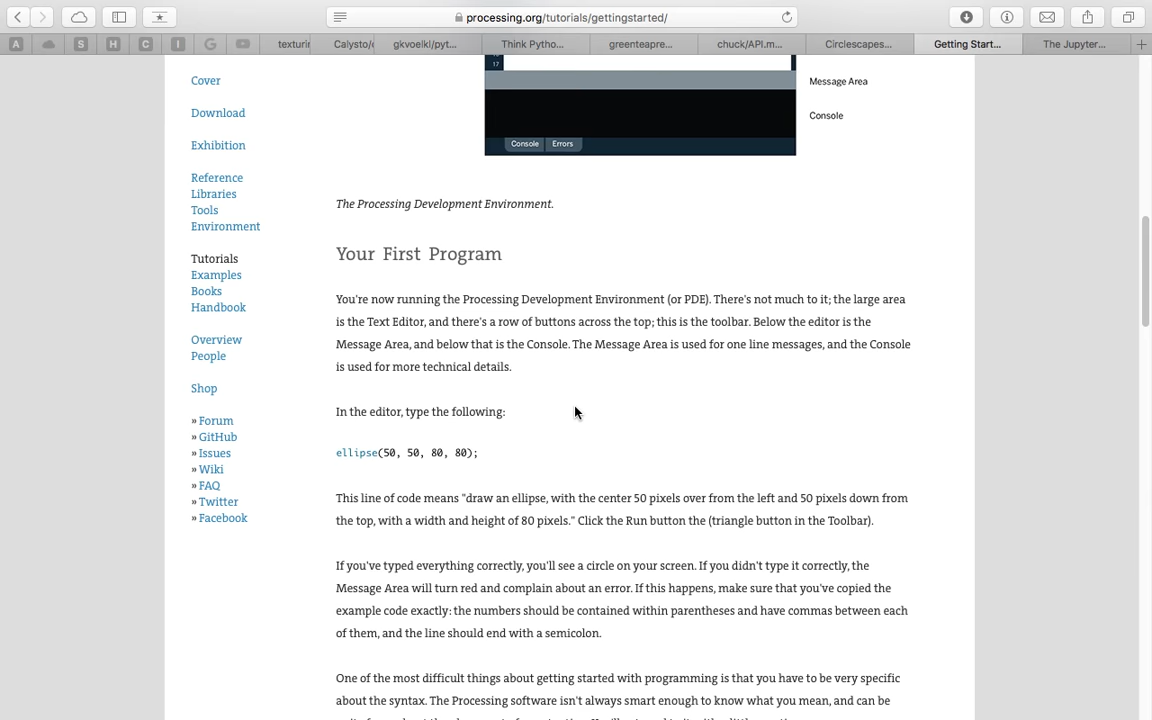 processing.org/tutorials/gettingstarted/
A S H C I G texturin Calysto/c gkvoelkl/pyt... Think Pytho... greenteapre... chuck/API.m... Circlescapes... Getting Start... The Jupyter...
17
Message Area
Console
Console Errors
Cover
Download
Exhibition
Reference
Libraries
Tools
Environment
Tutorials
Examples
Books
Handbook
Overview
People
Shop
» Forum
» GitHub
» Issues
» Wiki
» FAQ
» Twitter
» Facebook
The Processing Development Environment.
Your First Program
You're now running the Processing Development Environment (or PDE). There's not much to it; the large area
is the Text Editor, and there's a row of buttons across the top; this is the toolbar. Below the editor is the
Message Area, and below that is the Console. The Message Area is used for one line messages, and the Console
is used for more technical details.
In the editor, type the following:
ellipse(50, 50, 80, 80);
This line of code means "draw an ellipse, with the center 50 pixels over from the left and 50 pixels down from
the top, with a width and height of 80 pixels." Click the Run button the (triangle button in the Toolbar).
If you've typed everything correctly, you'll see a circle on your screen. If you didn't type it correctly, the
Message Area will turn red and complain about an error. If this happens, make sure that you've copied the
example code exactly: the numbers should be contained within parentheses and have commas between each
of them, and the line should end with a semicolon.
One of the most difficult things about getting started with programming is that you have to be very specific
about the syntax. The Processing software isn't always smart enough to know what you mean, and can be